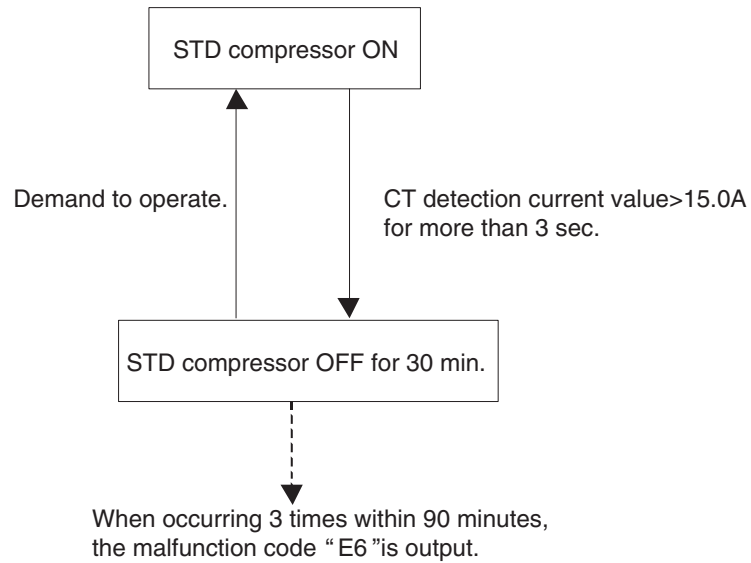 STD compressor ON
Demand to operate.
CT detection current value>15.0A
for more than 3 sec.
STD compressor OFF for 30 min.
When occurring 3 times within 90 minutes,
the malfunction code “ E6 ”is output.